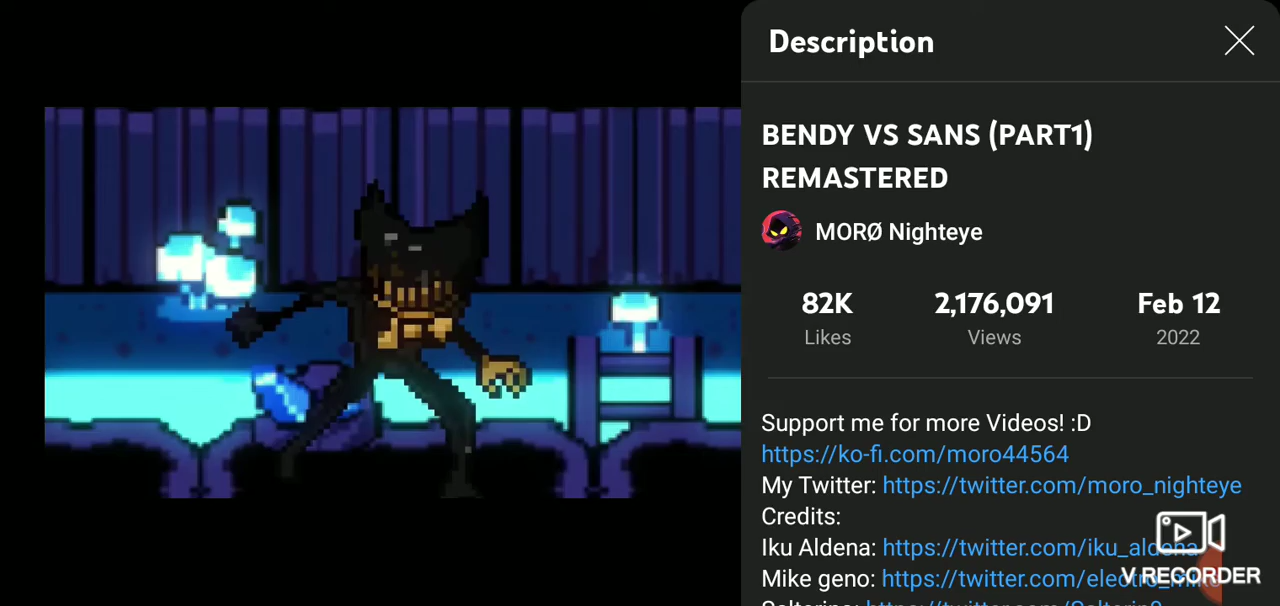 Description
BENDY VS SANS (PART1)
REMASTERED
MORØ Nighteye
82K
2,176,091
Feb 12
Likes
Views
2022
Support me for more Videos! :D
https://ko-fi.com/moro44564
My Twitter: https://twitter.com/moro_nighteye
Credits:
Iku Aldena: https://twitter.com/iku_aldena
Mike geno: https://twitter.com/electro_mike
V RECORDER